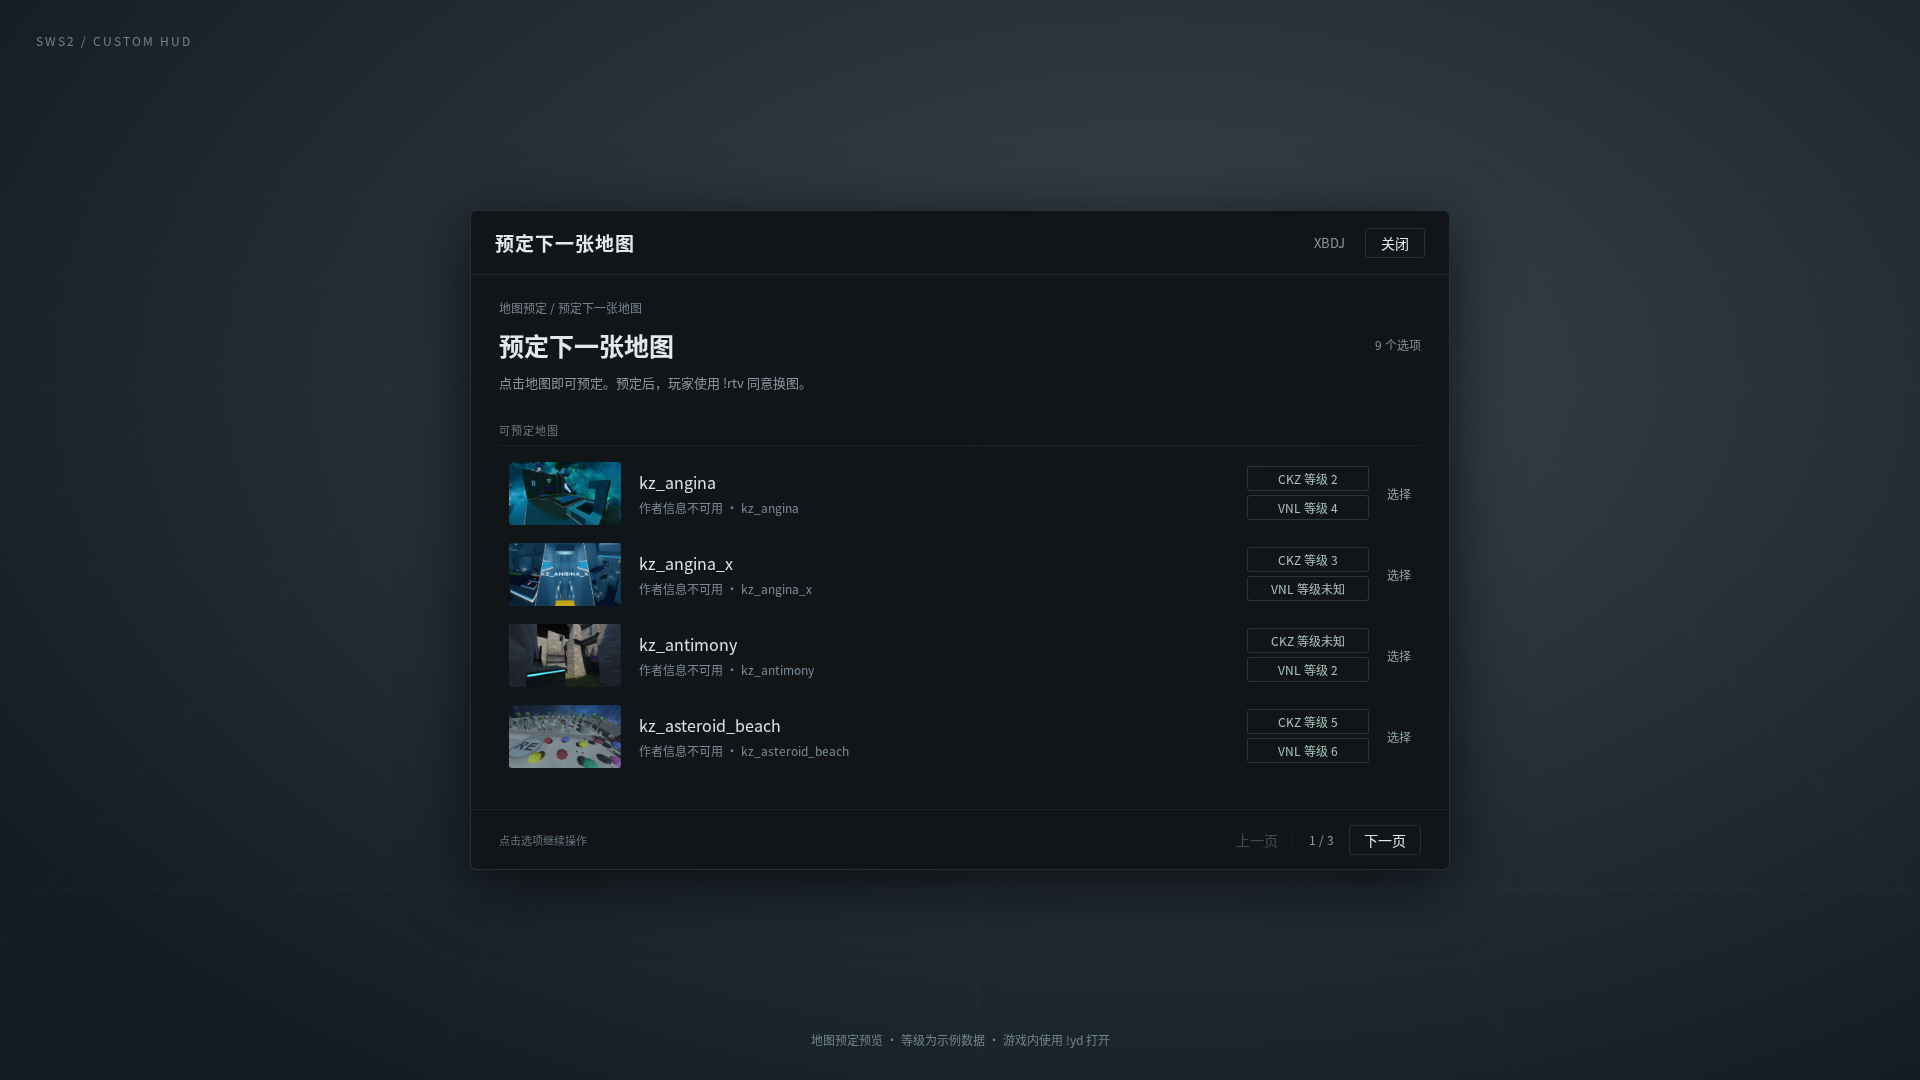 SWS2 / CUSTOM HUD
预定下一张地图
XBDJ
关闭
地图预定 / 预定下一张地图
预定下一张地图
9 个选项
点击地图即可预定。预定后，玩家使用 !rtv 同意换图。
可预定地图
kz_angina
作者信息不可用 · kz_angina
CKZ 等级 2
VNL 等级 4
选择
KZ_ANGINA_X
kz_angina_x
作者信息不可用 · kz_angina_x
CKZ 等级 3
VNL 等级未知
选择
kz_antimony
作者信息不可用 · kz_antimony
CKZ 等级未知
VNL 等级 2
选择
RE
kz_asteroid_beach
作者信息不可用 · kz_asteroid_beach
CKZ 等级 5
VNL 等级 6
选择
点击选项继续操作
上一页
1 / 3
下一页
地图预定预览 · 等级为示例数据 · 游戏内使用 !yd 打开